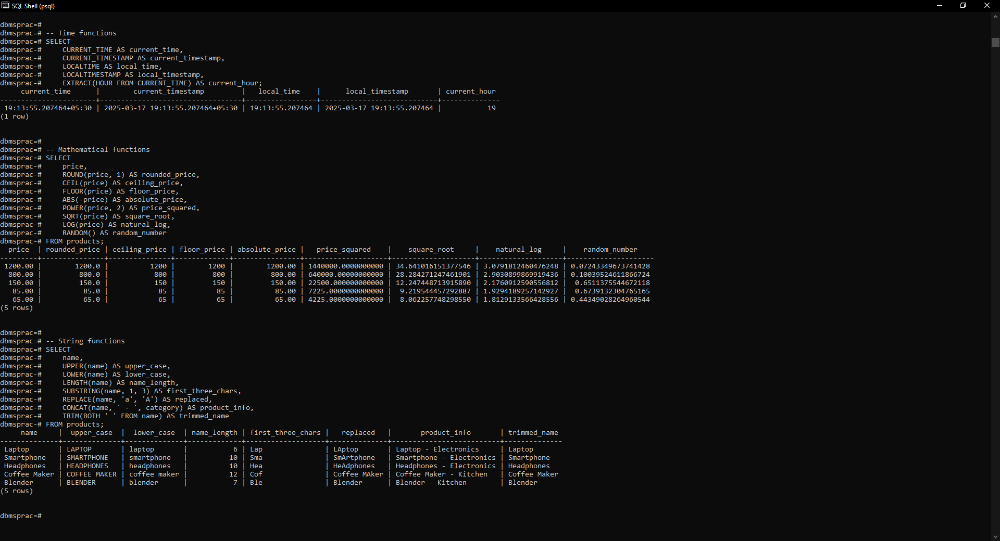 SQL Shell (psql)
dbmsprac=#
dbmsprac=# -- Time functions
dbmsprac=# SELECT
dbmsprac-#     CURRENT_TIME AS current_time,
dbmsprac-#     CURRENT_TIMESTAMP AS current_timestamp,
dbmsprac-#     LOCALTIME AS local_time,
dbmsprac-#     LOCALTIMESTAMP AS local_timestamp,
dbmsprac-#     EXTRACT(HOUR FROM CURRENT_TIME) AS current_hour;
     current_time      |        current_timestamp         |   local_time    |      local_timestamp       | current_hour
-----------------------+----------------------------------+-----------------+----------------------------+--------------
 19:13:55.207464+05:30 | 2025-03-17 19:13:55.207464+05:30 | 19:13:55.207464 | 2025-03-17 19:13:55.207464 |           19
(1 row)
dbmsprac=#
dbmsprac=# -- Mathematical functions
dbmsprac=# SELECT
dbmsprac-#     price,
dbmsprac-#     ROUND(price, 1) AS rounded_price,
dbmsprac-#     CEIL(price) AS ceiling_price,
dbmsprac-#     FLOOR(price) AS floor_price,
dbmsprac-#     ABS(-price) AS absolute_price,
dbmsprac-#     POWER(price, 2) AS price_squared,
dbmsprac-#     SQRT(price) AS square_root,
dbmsprac-#     LOG(price) AS natural_log,
dbmsprac-#     RANDOM() AS random_number
dbmsprac-# FROM products;
  price  | rounded_price | ceiling_price | floor_price | absolute_price |   price_squared    |    square_root     |    natural_log     |    random_number
---------+---------------+---------------+-------------+----------------+--------------------+--------------------+--------------------+---------------------
 1200.00 |        1200.0 |          1200 |        1200 |        1200.00 | 1440000.0000000000 | 34.641016151377546 | 3.0791812460476248 | 0.07243349673741428
  800.00 |         800.0 |           800 |         800 |         800.00 | 640000.00000000000 | 28.284271247461901 | 2.9030899869919436 | 0.10039524611866724
  150.00 |         150.0 |           150 |         150 |         150.00 | 22500.000000000000 | 12.247448713915890 | 2.1760912590556812 |  0.6511375544672118
   85.00 |          85.0 |            85 |          85 |          85.00 | 7225.0000000000000 |  9.219544457292887 | 1.9294189257142927 |  0.6739132304765165
   65.00 |          65.0 |            65 |          65 |          65.00 | 4225.0000000000000 |  8.062257748298550 | 1.8129133566428556 | 0.44349028264960544
(5 rows)
dbmsprac=#
dbmsprac=# -- String functions
dbmsprac=# SELECT
dbmsprac-#     name,
dbmsprac-#     UPPER(name) AS upper_case,
dbmsprac-#     LOWER(name) AS lower_case,
dbmsprac-#     LENGTH(name) AS name_length,
dbmsprac-#     SUBSTRING(name, 1, 3) AS first_three_chars,
dbmsprac-#     REPLACE(name, 'a', 'A') AS replaced,
dbmsprac-#     CONCAT(name, ' - ', category) AS product_info,
dbmsprac-#     TRIM(BOTH ' ' FROM name) AS trimmed_name
dbmsprac-# FROM products;
     name     |  upper_case  |  lower_case  | name_length | first_three_chars |   replaced   |       product_info       | trimmed_name
--------------+--------------+--------------+-------------+-------------------+--------------+--------------------------+--------------
 Laptop       | LAPTOP       | laptop       |           6 | Lap               | LAptop       | Laptop - Electronics     | Laptop
 Smartphone   | SMARTPHONE   | smartphone   |          10 | Sma               | SmArtphone   | Smartphone - Electronics | Smartphone
 Headphones   | HEADPHONES   | headphones   |          10 | Hea               | HeAdphones   | Headphones - Electronics | Headphones
 Coffee Maker | COFFEE MAKER | coffee maker |          12 | Cof               | Coffee MAker | Coffee Maker - Kitchen   | Coffee Maker
 Blender      | BLENDER      | blender      |           7 | Ble               | Blender      | Blender - Kitchen        | Blender
(5 rows)
dbmsprac=#